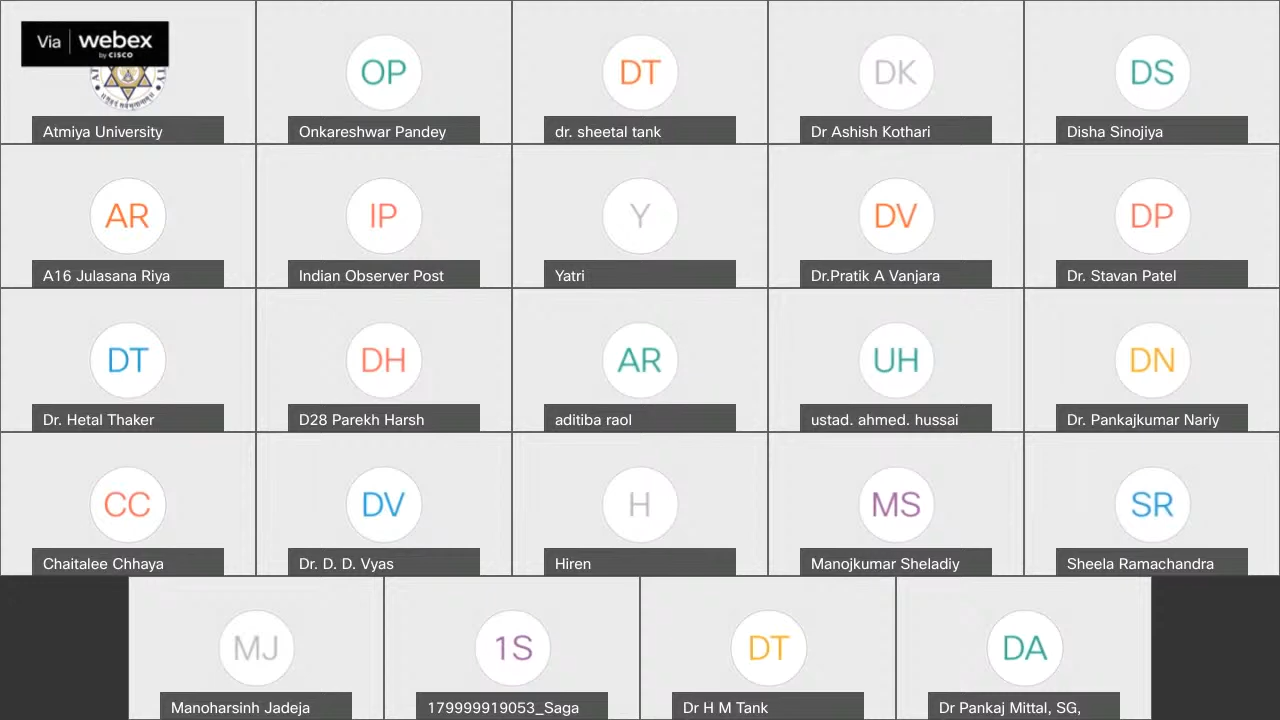 Via webex
by CISCO
Atmiya University
OP
Onkareshwar Pandey
DT
dr. sheetal tank
DK
Dr Ashish Kothari
DS
Disha Sinojiya
AR
A16 Julasana Riya
IP
Indian Observer Post
Y
Yatri
DV
Dr.Pratik A Vanjara
DP
Dr. Stavan Patel
DT
Dr. Hetal Thaker
DH
D28 Parekh Harsh
AR
aditiba raol
UH
ustad. ahmed. hussai
DN
Dr. Pankajkumar Nariy
CC
Chaitalee Chhaya
DV
Dr. D. D. Vyas
H
Hiren
MS
Manojkumar Sheladiy
SR
Sheela Ramachandra
MJ
Manoharsinh Jadeja
1S
179999919053_Saga
DT
Dr H M Tank
DA
Dr Pankaj Mittal, SG,